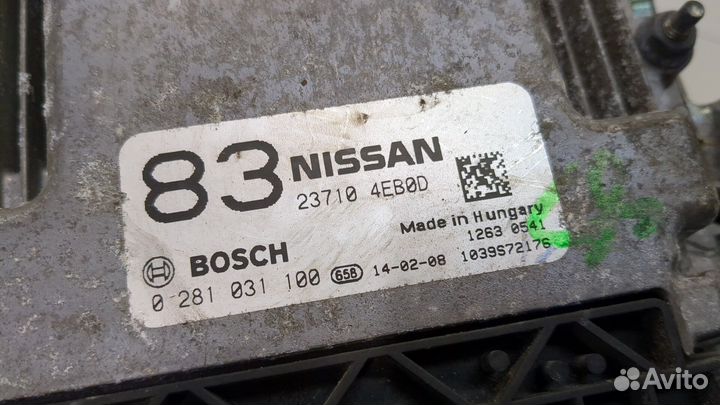 83 NISSAN
23710 4EB0D
Made in Hungary
1263 0541
BOSCH
0 281 031 100 658 14-02-08 1039S72176
Avito